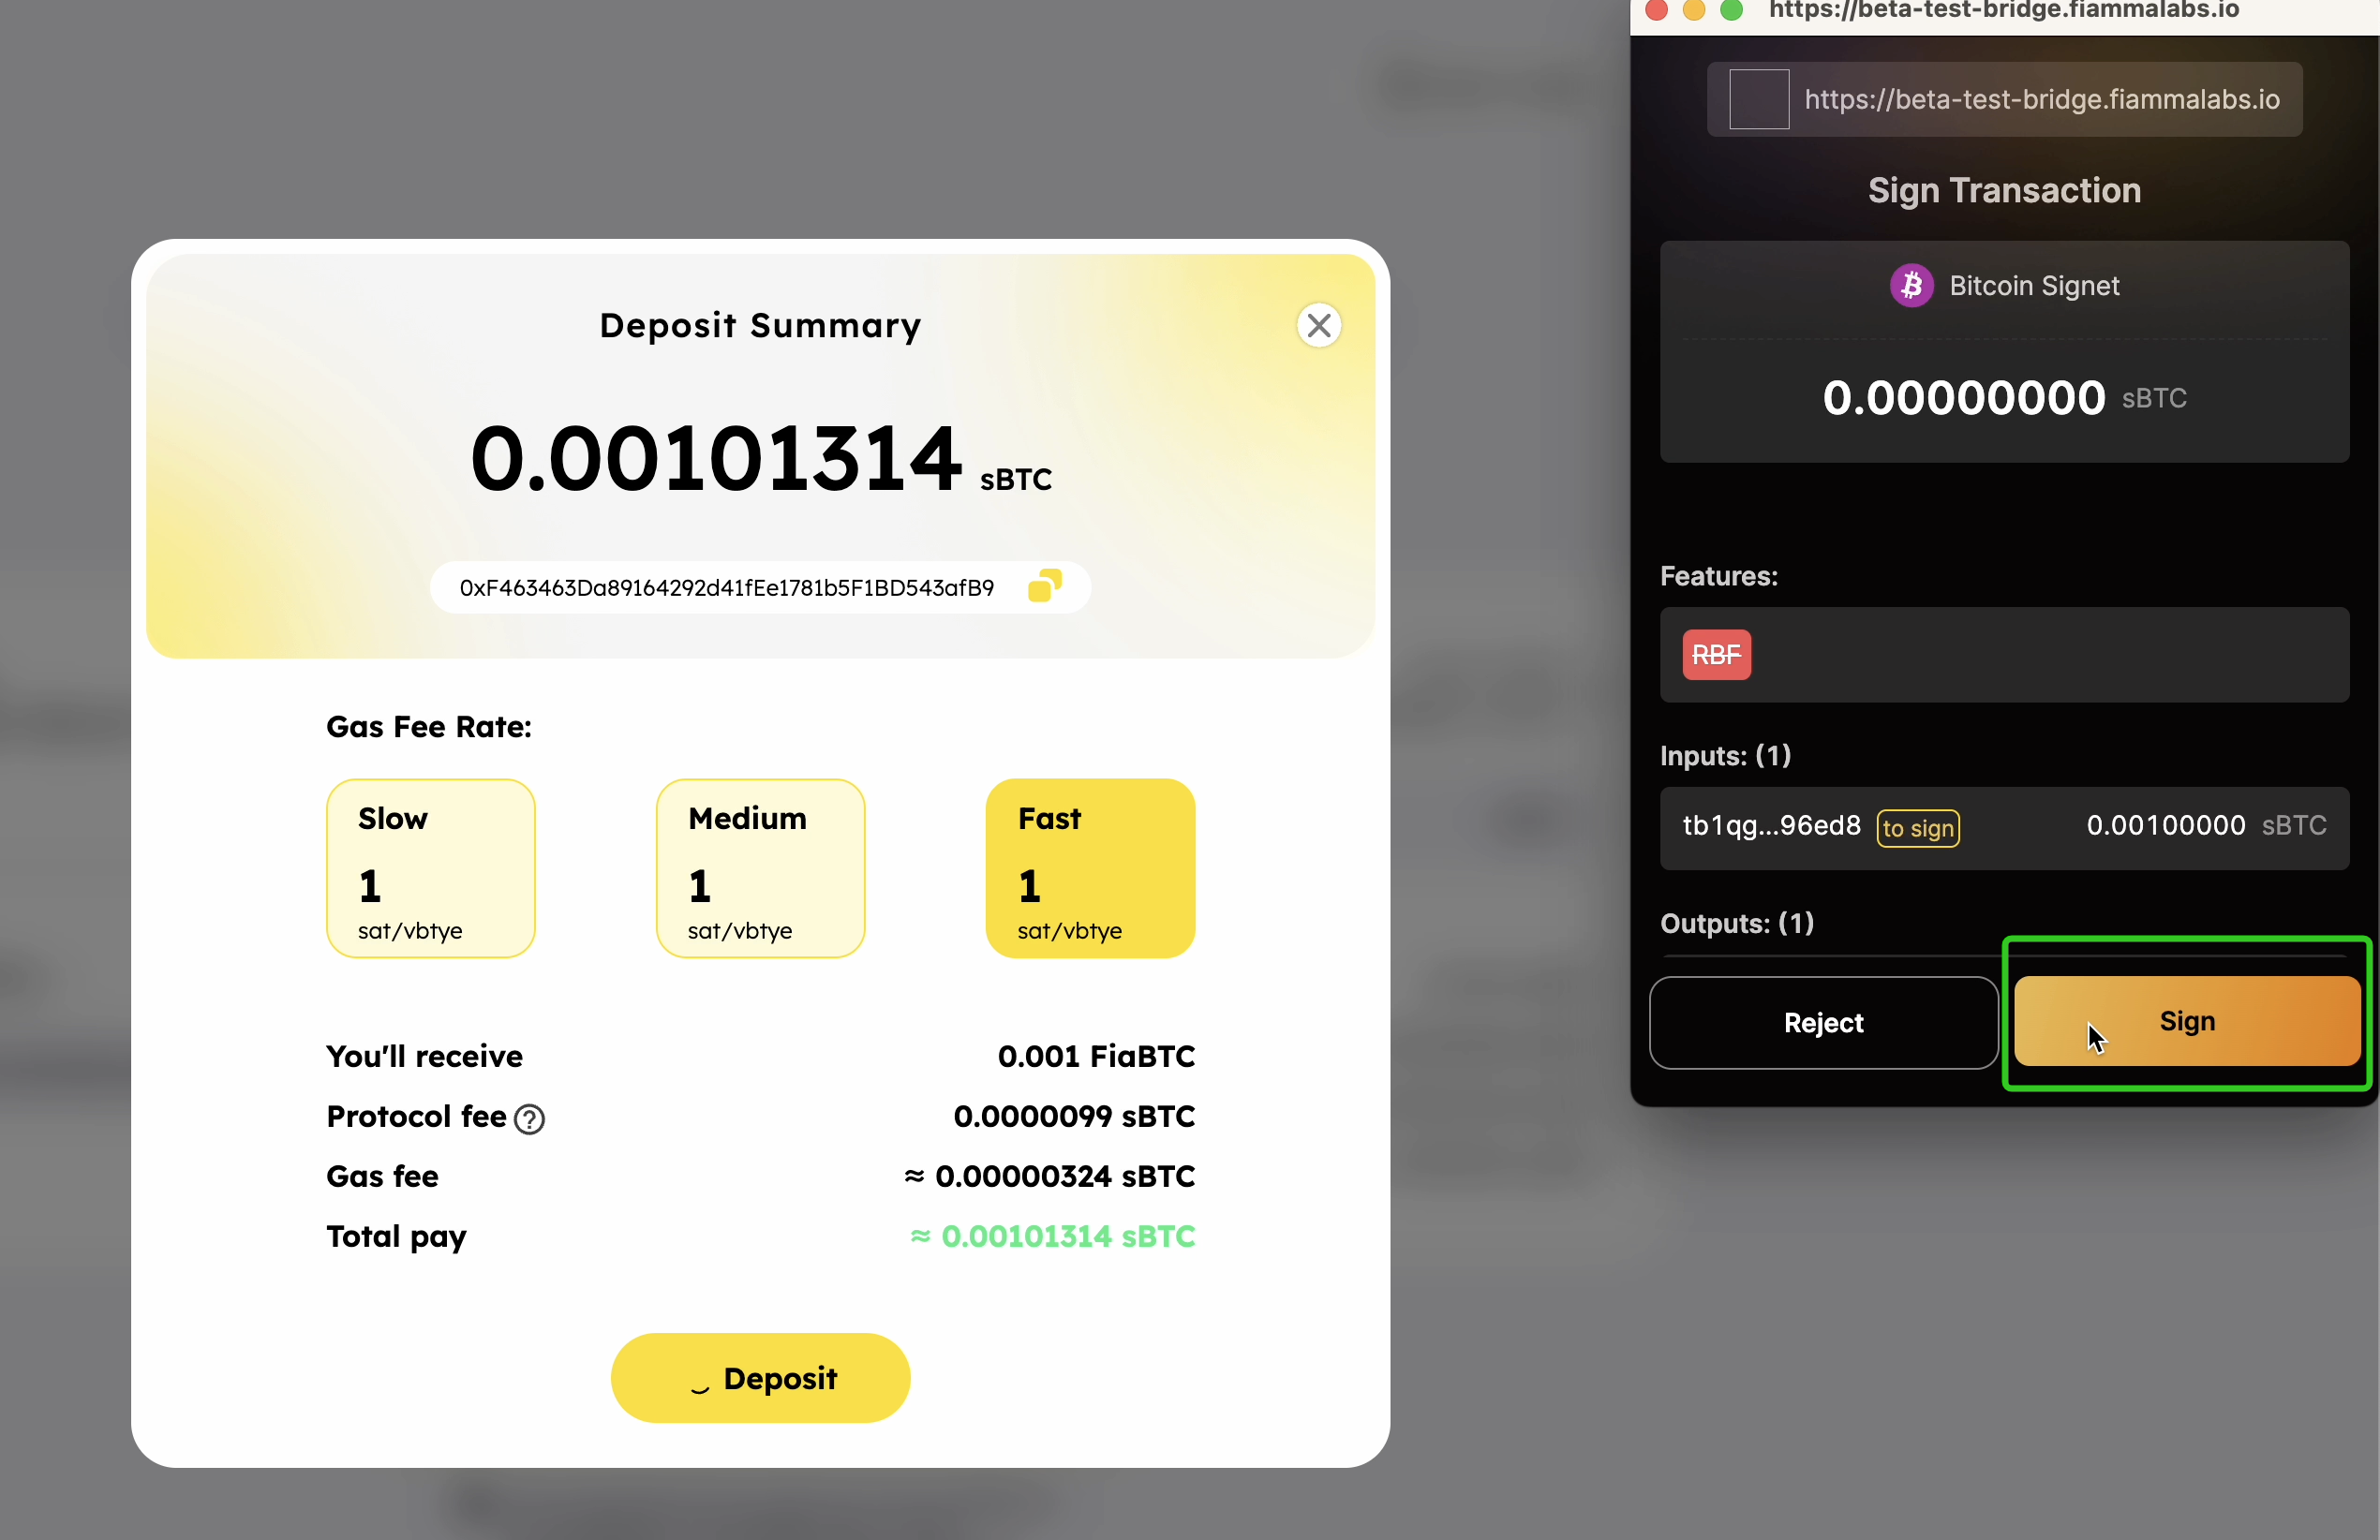 Deposit Summary
0.00101314 sBTC
0xF463463Da89164292d41fEe1781b5F1BD543afB9
Gas Fee Rate:
Slow
1
sat/vbtye
Medium
1
sat/vbtye
Fast
1
sat/vbtye
You'll receive 0.001 FiaBTC
Protocol fee ? 0.0000099 sBTC
Gas fee ≈ 0.00000324 sBTC
Total pay ≈ 0.00101314 sBTC
Deposit
https://beta-test-bridge.fiammalabs.io
https://beta-test-bridge.fiammalabs.io
Sign Transaction
Bitcoin Signet
0.00000000 sBTC
Features:
RBF
Inputs: (1)
tb1qg...96ed8 to sign 0.00100000 sBTC
Outputs: (1)
Reject
Sign